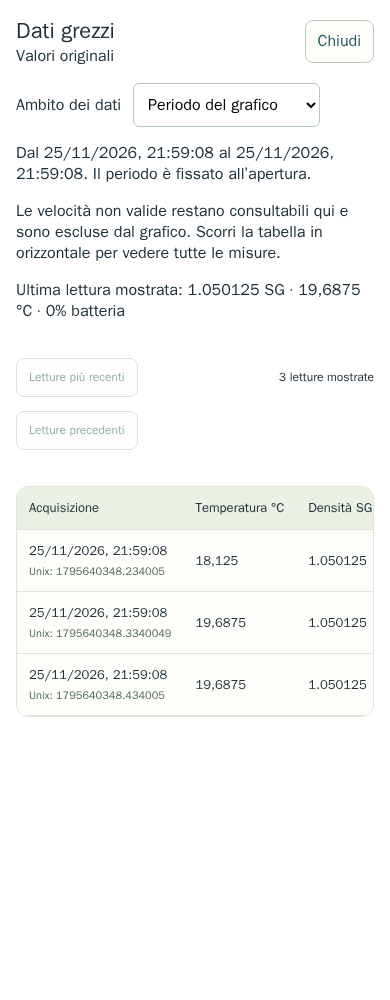 Dati grezzi
Valori originali
Chiudi
Ambito dei dati
Periodo del grafico
Dal 25/11/2026, 21:59:08 al 25/11/2026,
21:59:08. Il periodo è fissato all'apertura.
Le velocità non valide restano consultabili qui e
sono escluse dal grafico. Scorri la tabella in
orizzontale per vedere tutte le misure.
Ultima lettura mostrata: 1.050125 SG · 19,6875
°C · 0% batteria
Letture più recenti
3 letture mostrate
Letture precedenti
Acquisizione Temperatura °C Densità SG
25/11/2026, 21:59:08 18,125 1.050125
Unix: 1795640348.234005
25/11/2026, 21:59:08 19,6875 1.050125
Unix: 1795640348.3340049
25/11/2026, 21:59:08 19,6875 1.050125
Unix: 1795640348.434005